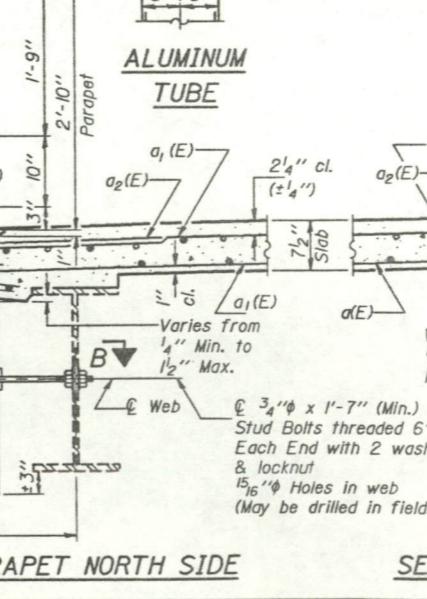 ALUMINUM
TUBE
1'-9"
2'-10"
Parapet
10"
3"
a₁(E)
a₂(E)
2¼" cl.
(±¼")
a₂(E)
7½"
Slab
1"
1"
cl.
a₁(E)
a(E)
Varies from
¼" Min. to
1½" Max.
B
℄ Web
℄ ¾"ϕ x 1'-7" (Min.)
Stud Bolts threaded 6"
Each End with 2 wash
& locknut
15/16"ϕ Holes in web
(May be drilled in field
±3"
RAPET NORTH SIDE
SE